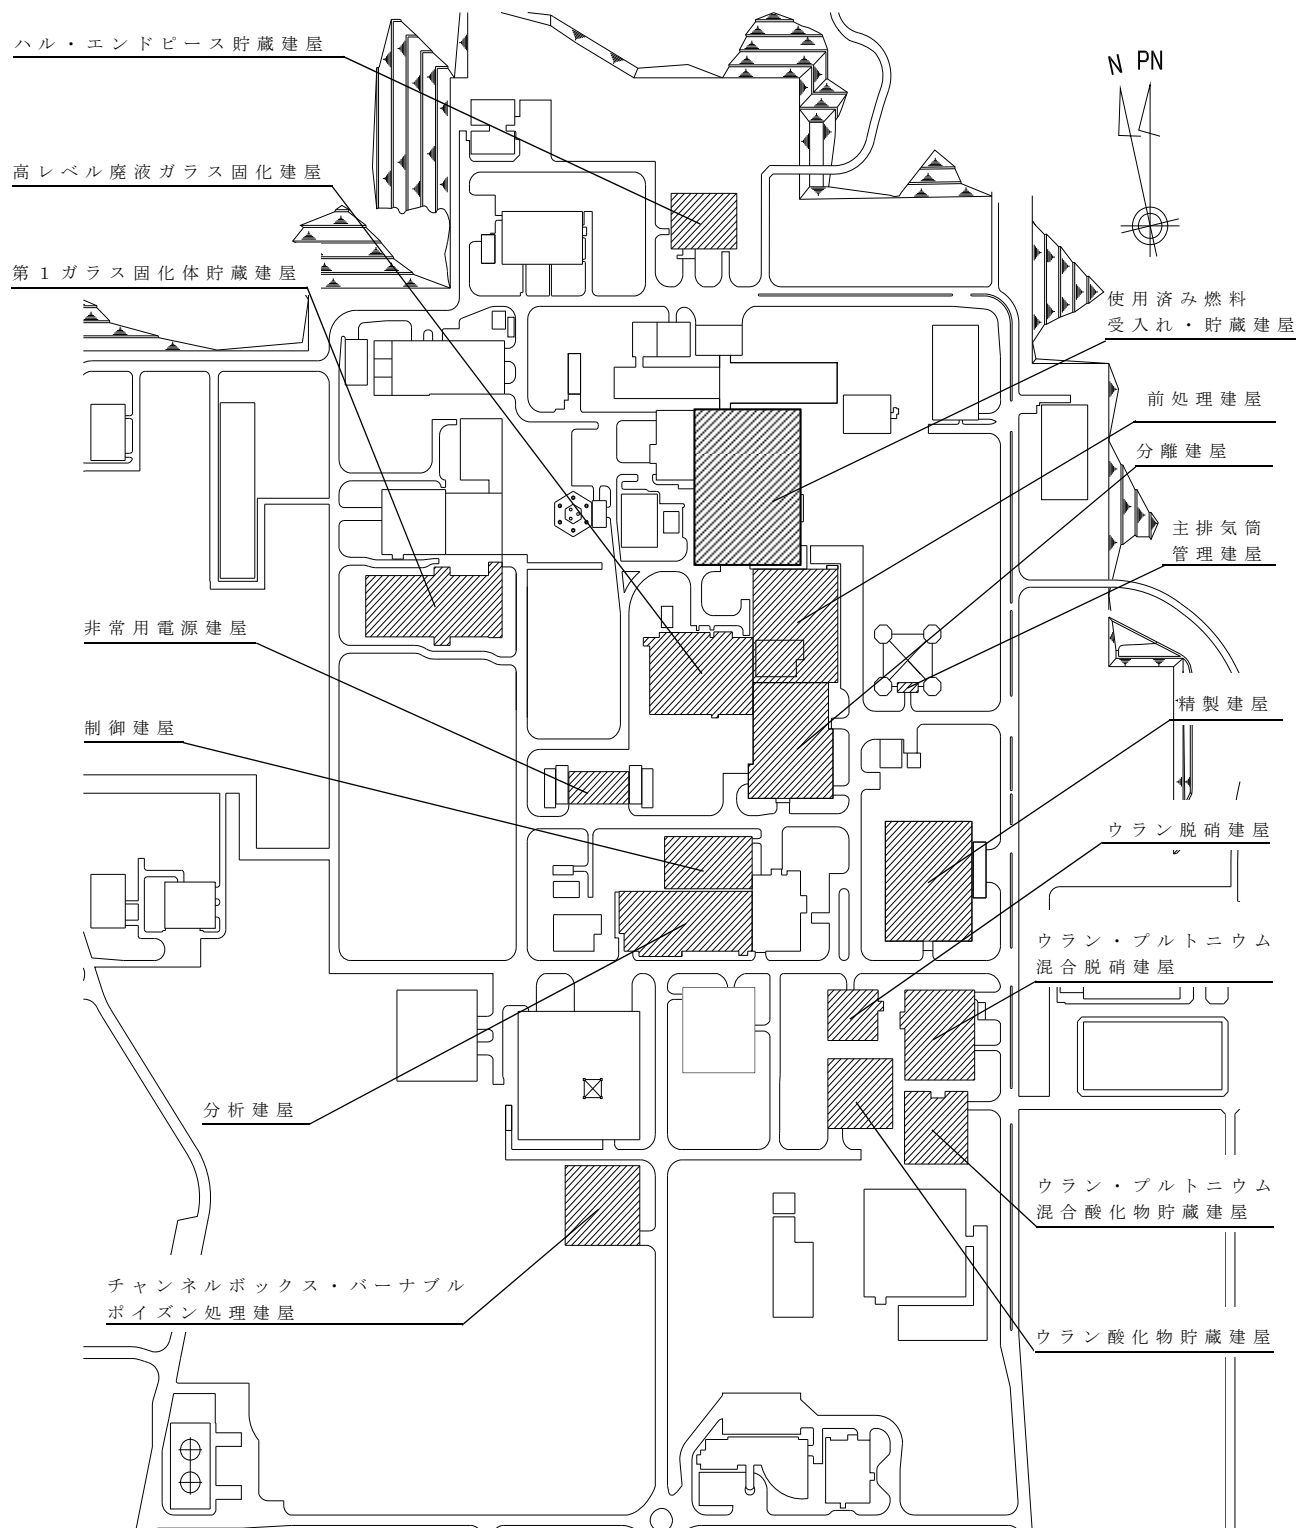 ハル・エンドピース貯蔵建屋
N PN
高レベル廃液ガラス固化建屋
第1ガラス固化体貯蔵建屋
使用済み燃料
受入れ・貯蔵建屋
前処理建屋
分離建屋
主排気筒
管理建屋
非常用電源建屋
精製建屋
制御建屋
ウラン脱硝建屋
ウラン・プルトニウム
混合脱硝建屋
分析建屋
ウラン・プルトニウム
混合酸化物貯蔵建屋
チャンネルボックス・バーナブル
ポイズン処理建屋
ウラン酸化物貯蔵建屋